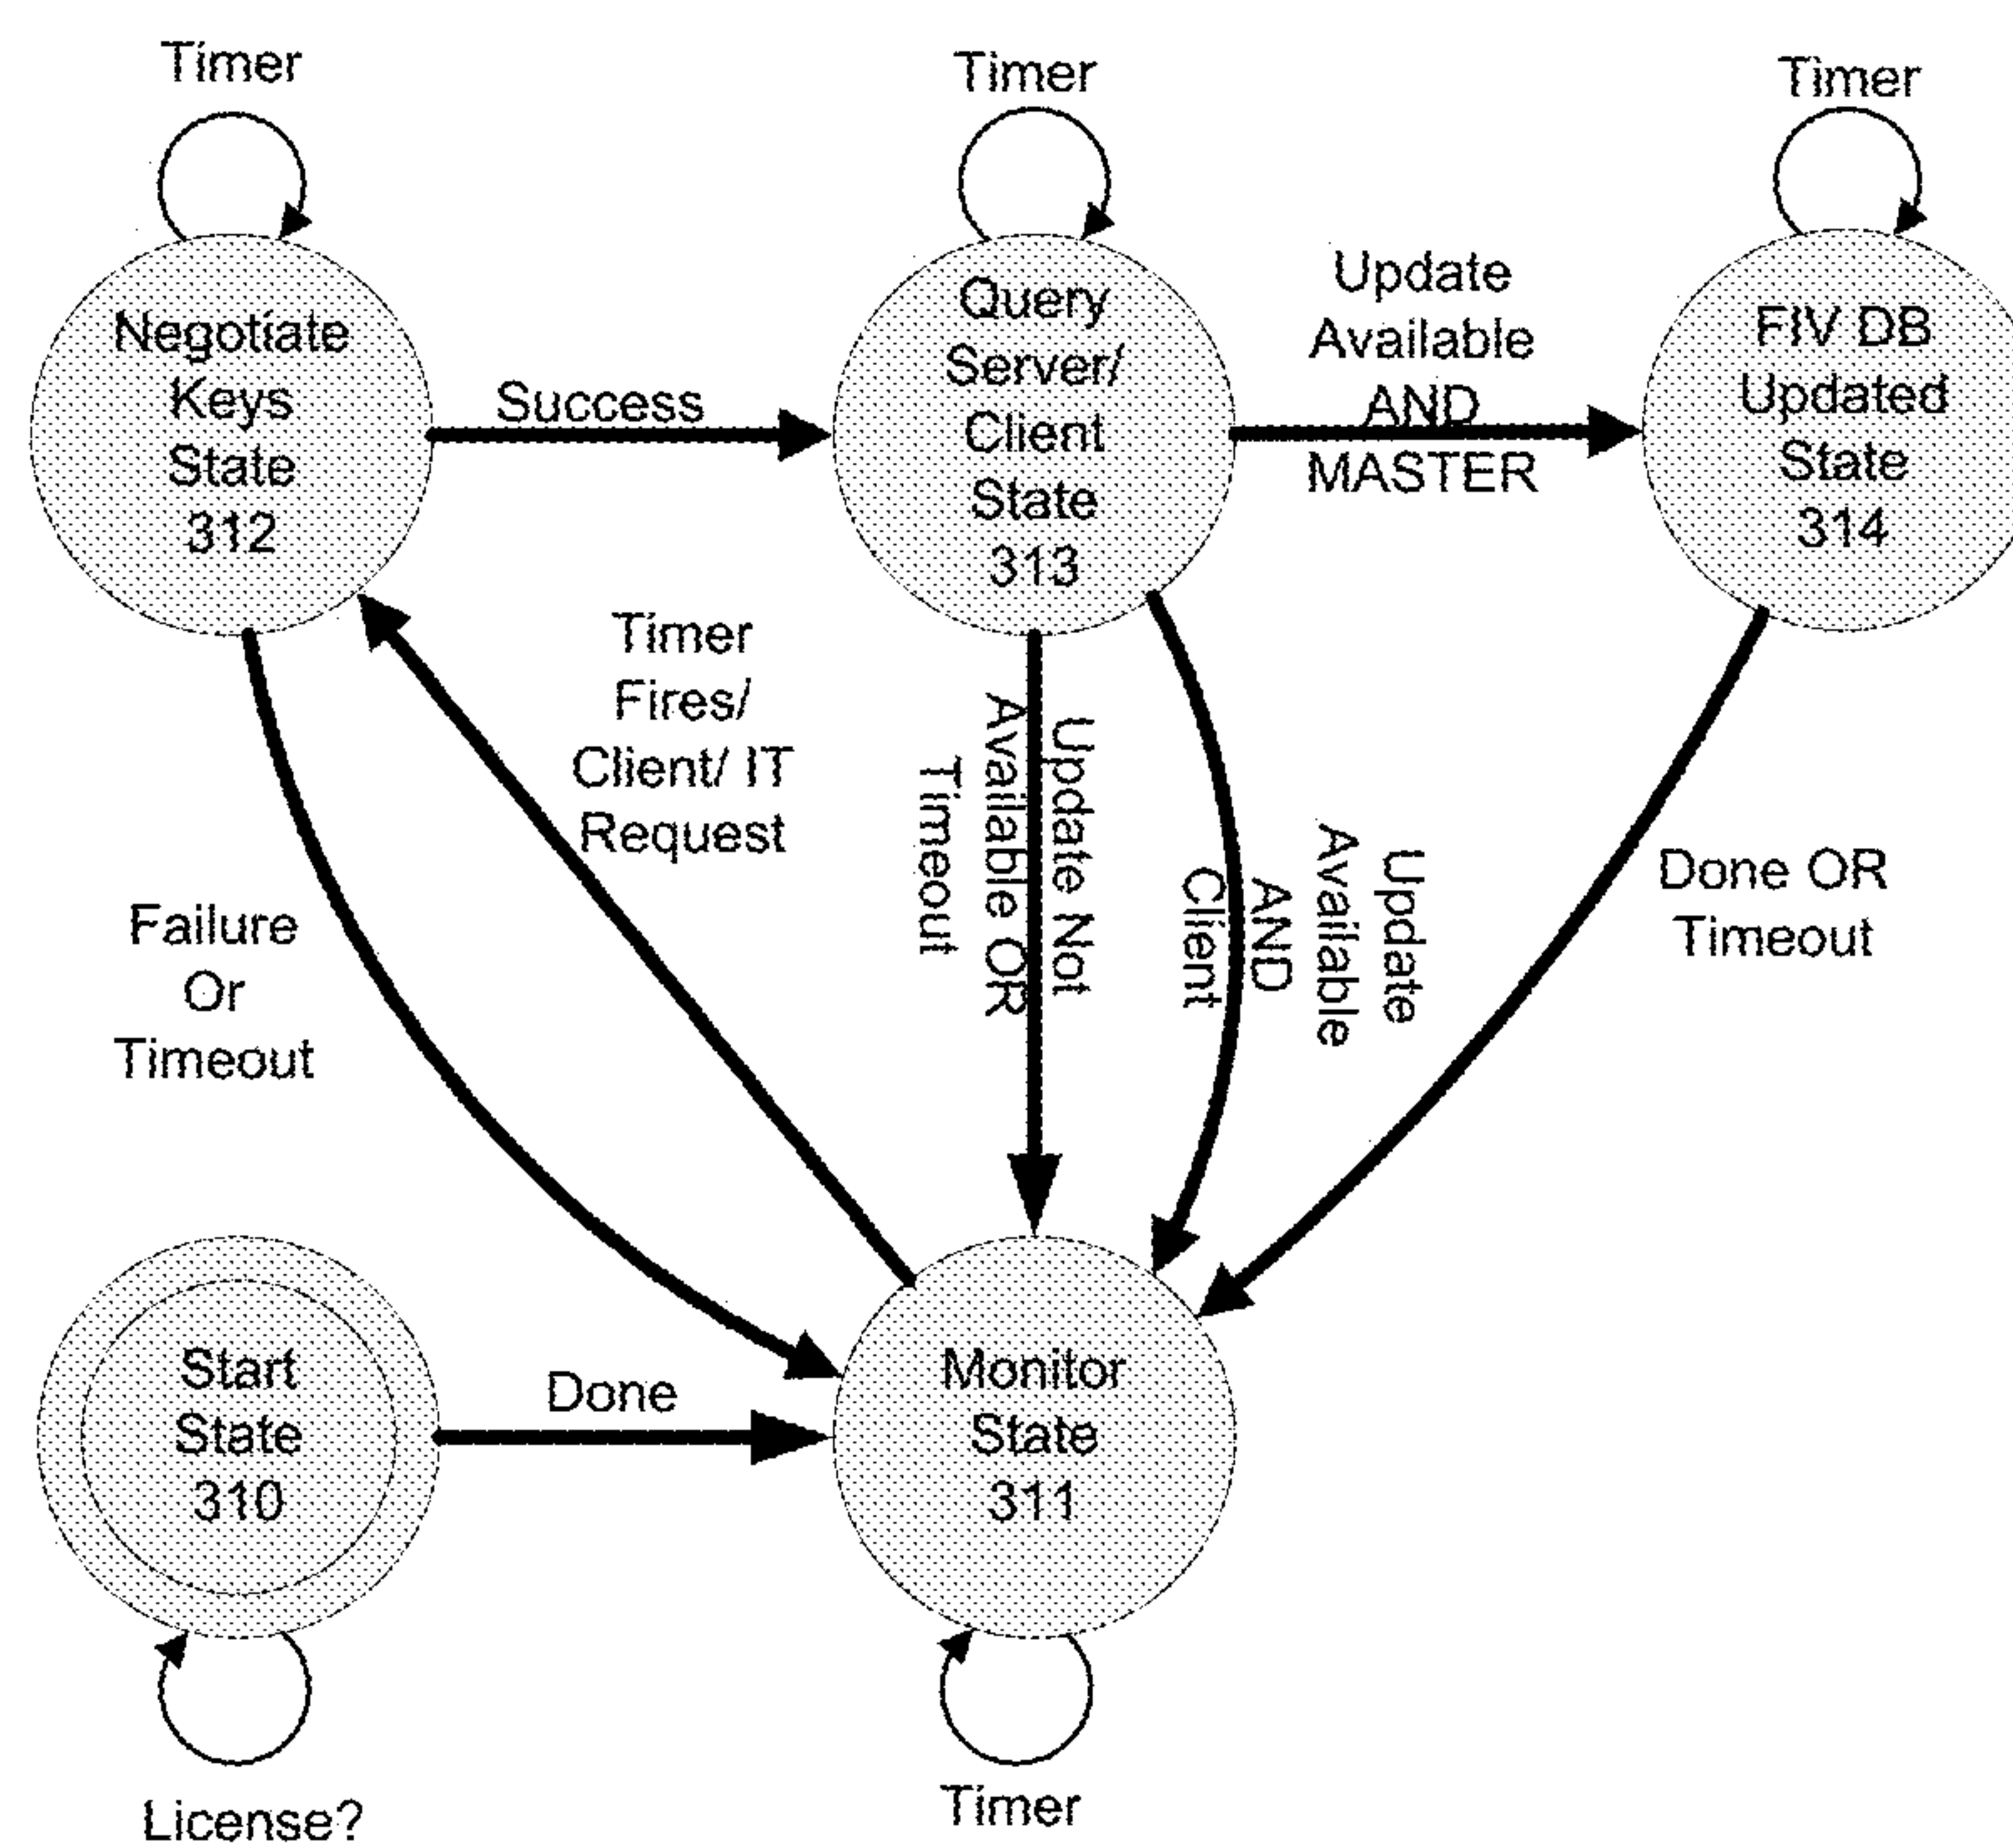 Timer
Timer
Timer
Negotiate
Keys
State
312
Success
Query
Server/
Client
State
313
Update
Available
AND
MASTER
FIV DB
Updated
State
314
Timer
Fires/
Client/ IT
Request
Failure
Or
Timeout
Update Not
Available OR
Timeout
Update
Available
AND
Client
Done OR
Timeout
Start
State
310
Done
Monitor
State
311
License?
Timer